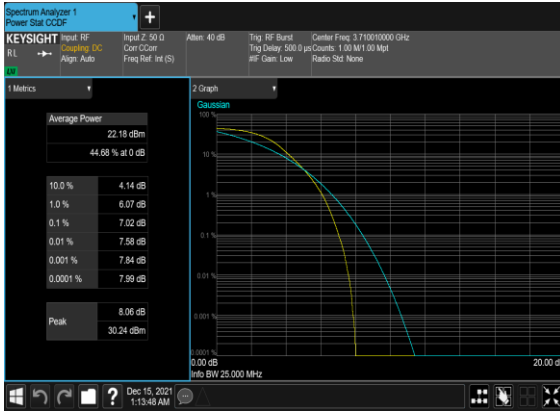 Spectrum Analyzer 1
Power Stat CCDF
+
KEYSIGHT
RL
Input: RF
Coupling: DC
Align: Auto
Input Z: 50 Ω
Corr CCorr
Freq Ref: Int (S)
Atten: 40 dB
Trig: RF Burst
Trig Delay: 500.0 µs
#IF Gain: Low
Center Freq: 3.710010000 GHz
Counts: 1.00 M/1.00 Mpt
Radio Std: None
1 Metrics
Average Power
22.18 dBm
44.68 % at 0 dB
10.0 % 4.14 dB
1.0 % 6.07 dB
0.1 % 7.02 dB
0.01 % 7.58 dB
0.001 % 7.84 dB
0.0001 % 7.99 dB
Peak
8.06 dB
30.24 dBm
2 Graph
Gaussian
100 %
10 %
1 %
0.1 %
0.01 %
0.001 %
0.0001 %
0.00 dB
20.00 d
Info BW 25.000 MHz
?
Dec 15, 2021
1:13:48 AM